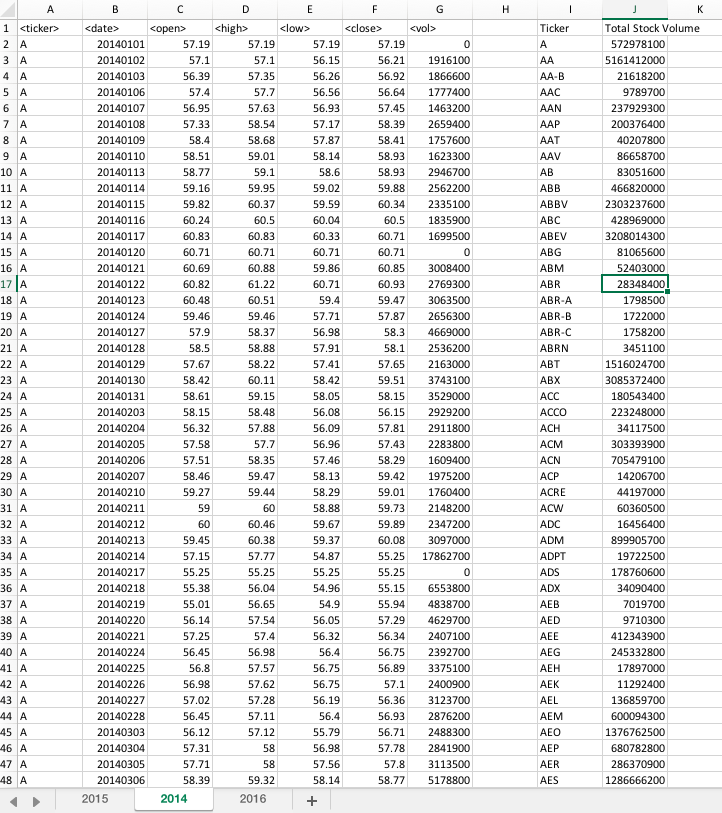 A B C D E F G H I J K
1 <ticker> <date> <open> <high> <low> <close> <vol> Ticker Total Stock Volume
2 A 20140101 57.19 57.19 57.19 57.19 0 A 572978100
3 A 20140102 57.1 57.1 56.15 56.21 1916100 AA 5161412000
4 A 20140103 56.39 57.35 56.26 56.92 1866600 AA-B 21618200
5 A 20140106 57.4 57.7 56.56 56.64 1777400 AAC 9789700
6 A 20140107 56.95 57.63 56.93 57.45 1463200 AAN 237929300
7 A 20140108 57.33 58.54 57.17 58.39 2659400 AAP 200376400
8 A 20140109 58.4 58.68 57.87 58.41 1757600 AAT 40207800
9 A 20140110 58.51 59.01 58.14 58.93 1623300 AAV 86658700
10 A 20140113 58.77 59.1 58.6 58.93 2946700 AB 83051600
11 A 20140114 59.16 59.95 59.02 59.88 2562200 ABB 466820000
12 A 20140115 59.82 60.37 59.59 60.34 2335100 ABBV 2303237600
13 A 20140116 60.24 60.5 60.04 60.5 1835900 ABC 428969000
14 A 20140117 60.83 60.83 60.33 60.71 1699500 ABEV 3208014300
15 A 20140120 60.71 60.71 60.71 60.71 0 ABG 81065600
16 A 20140121 60.69 60.88 59.86 60.85 3008400 ABM 52403000
17 A 20140122 60.82 61.22 60.71 60.93 2769300 ABR 28348400
18 A 20140123 60.48 60.51 59.4 59.47 3063500 ABR-A 1798500
19 A 20140124 59.46 59.46 57.71 57.87 2656300 ABR-B 1722000
20 A 20140127 57.9 58.37 56.98 58.3 4669000 ABR-C 1758200
21 A 20140128 58.5 58.88 57.91 58.1 2536200 ABRN 3451100
22 A 20140129 57.67 58.22 57.41 57.65 2163000 ABT 1516024700
23 A 20140130 58.42 60.11 58.42 59.51 3743100 ABX 3085372400
24 A 20140131 58.61 59.15 58.05 58.15 3529000 ACC 180543400
25 A 20140203 58.15 58.48 56.08 56.15 2929200 ACCO 223248000
26 A 20140204 56.32 57.88 56.09 57.81 2911800 ACH 34117500
27 A 20140205 57.58 57.7 56.96 57.43 2283800 ACM 303393900
28 A 20140206 57.51 58.35 57.46 58.29 1609400 ACN 705479100
29 A 20140207 58.46 59.47 58.13 59.42 1975200 ACP 14206700
30 A 20140210 59.27 59.44 58.29 59.01 1760400 ACRE 44197000
31 A 20140211 59 60 58.88 59.73 2148200 ACW 60360500
32 A 20140212 60 60.46 59.67 59.89 2347200 ADC 16456400
33 A 20140213 59.45 60.38 59.37 60.08 3097000 ADM 899905700
34 A 20140214 57.15 57.77 54.87 55.25 17862700 ADPT 19722500
35 A 20140217 55.25 55.25 55.25 55.25 0 ADS 178760600
36 A 20140218 55.38 56.04 54.96 55.15 6553800 ADX 34090400
37 A 20140219 55.01 56.65 54.9 55.94 4838700 AEB 7019700
38 A 20140220 56.14 57.54 56.05 57.29 4629700 AED 9710300
39 A 20140221 57.25 57.4 56.32 56.34 2407100 AEE 412343900
40 A 20140224 56.45 56.98 56.4 56.75 2392700 AEG 245332800
41 A 20140225 56.8 57.57 56.75 56.89 3375100 AEH 17897000
42 A 20140226 56.98 57.62 56.75 57.1 2400900 AEK 11292400
43 A 20140227 57.02 57.28 56.19 56.36 3123700 AEL 136859700
44 A 20140228 56.45 57.11 56.4 56.93 2876200 AEM 600094300
45 A 20140303 56.12 57.12 55.79 56.71 2488300 AEO 1376762500
46 A 20140304 57.31 58 56.98 57.78 2841900 AEP 680782800
47 A 20140305 57.71 58 57.56 57.8 3113500 AER 286370900
48 A 20140306 58.39 59.32 58.14 58.77 5178800 AES 1286666200
2015 2014 2016 +